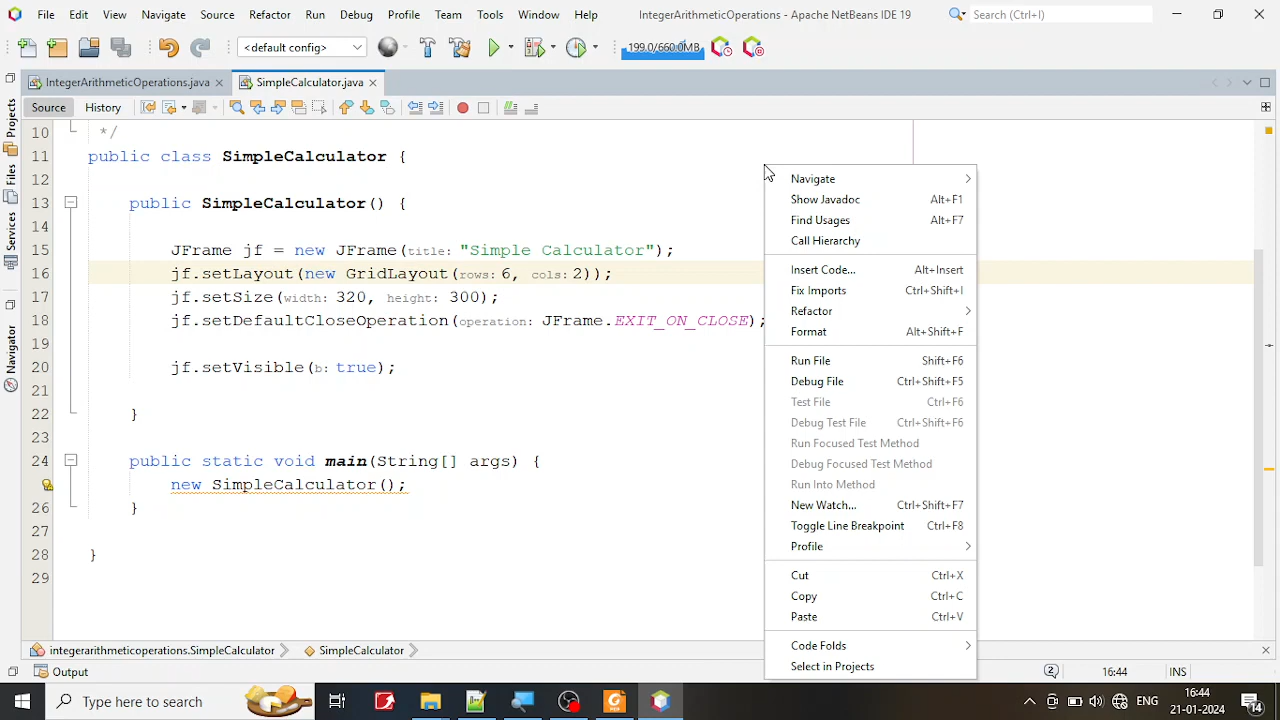 File Edit View Navigate Source Refactor Run Debug Profile Team Tools Window Help IntegerArithmeticOperations - Apache NetBeans IDE 19 Search (Ctrl+I)
<default config> 199.0/660.0MB
IntegerArithmeticOperations.java SimpleCalculator.java
Source History
Projects
Files
Services
Navigator
10 */
11 public class SimpleCalculator {
12
13 public SimpleCalculator() {
14
15 JFrame jf = new JFrame(title: "Simple Calculator");
16 jf.setLayout(new GridLayout(rows: 6, cols: 2));
17 jf.setSize(width: 320, height: 300);
18 jf.setDefaultCloseOperation(operation: JFrame.EXIT_ON_CLOSE);
19
20 jf.setVisible(b: true);
21
22 }
23
24 public static void main(String[] args) {
new SimpleCalculator();
26 }
27
28 }
29
Navigate
Show Javadoc Alt+F1
Find Usages Alt+F7
Call Hierarchy
Insert Code... Alt+Insert
Fix Imports Ctrl+Shift+I
Refactor
Format Alt+Shift+F
Run File Shift+F6
Debug File Ctrl+Shift+F5
Test File Ctrl+F6
Debug Test File Ctrl+Shift+F6
Run Focused Test Method
Debug Focused Test Method
Run Into Method
New Watch... Ctrl+Shift+F7
Toggle Line Breakpoint Ctrl+F8
Profile
Cut Ctrl+X
Copy Ctrl+C
Paste Ctrl+V
Code Folds
Select in Projects
integerarithmeticoperations.SimpleCalculator SimpleCalculator
Output 2 16:44 INS
Type here to search ENG 16:44
21-01-2024 14